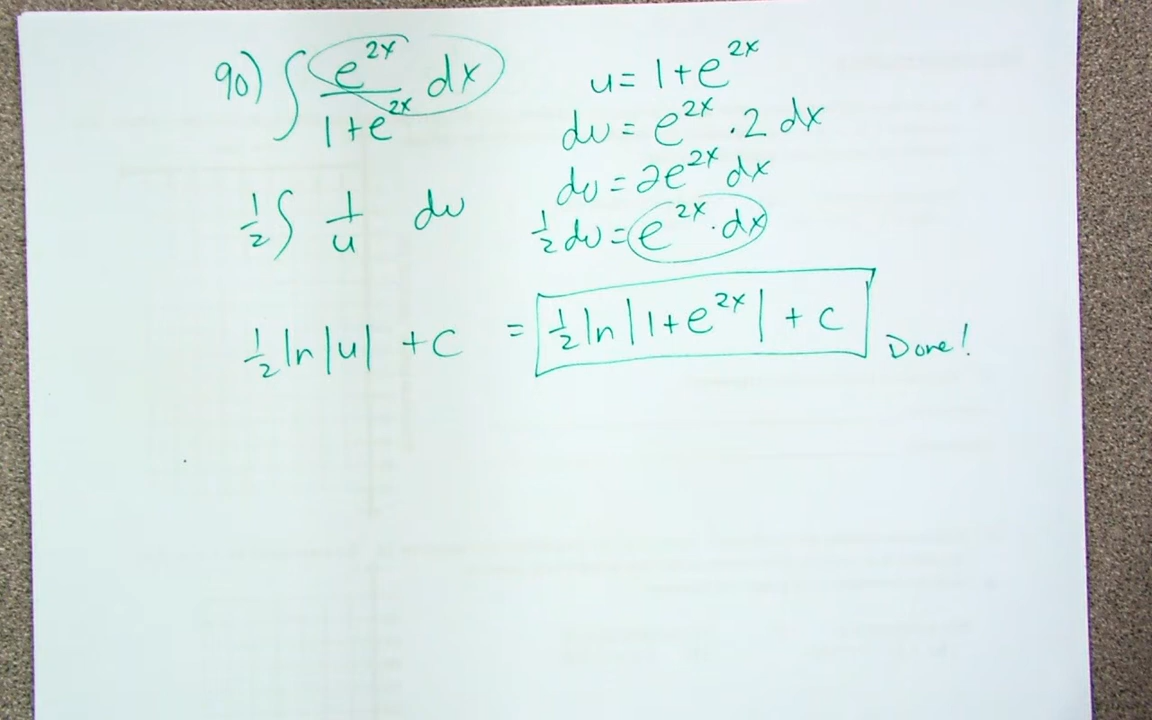 90) ∫ e^{2x}/(1+e^{2x}) dx
u = 1+e^{2x}
du = e^{2x} · 2 dx
du = 2e^{2x} dx
1/2 ∫ 1/u du
1/2 du = e^{2x} · dx
1/2 ln|u| + C = 1/2 ln|1+e^{2x}| + C Done!